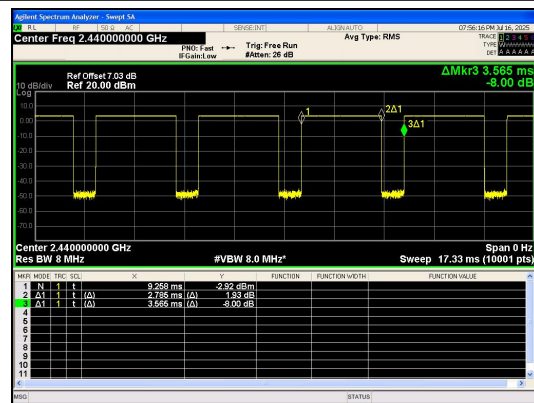 Agilent Spectrum Analyzer - Swept SA
RL RF 50 Ω AC SENSE:INT ALIGN AUTO 07:56:16 PM Jul 16, 2025
Center Freq 2.440000000 GHz Avg Type: RMS TRACE 1 2 3 4 5
PNO: Fast Trig: Free Run TYPE
IFGain:Low #Atten: 26 dB DET A A A A A
Ref Offset 7.03 dB ΔMkr3 3.565 ms
10 dB/div Ref 20.00 dBm -8.00 dB
Log
10.0
0.00
-10.0
-20.0
-30.0
-40.0
-50.0
-60.0
-70.0
1
2Δ1
3Δ1
Center 2.440000000 GHz Span 0 Hz
Res BW 8 MHz #VBW 8.0 MHz* Sweep 17.33 ms (10001 pts)
MKR MODE TRC SCL X Y FUNCTION FUNCTION WIDTH FUNCTION VALUE
1 N 1 t 9.258 ms -2.92 dBm
2 Δ1 1 t (Δ) 2.785 ms (Δ) 1.93 dB
3 Δ1 1 t (Δ) 3.565 ms (Δ) -8.00 dB
4
5
6
7
8
9
10
11
MSG STATUS